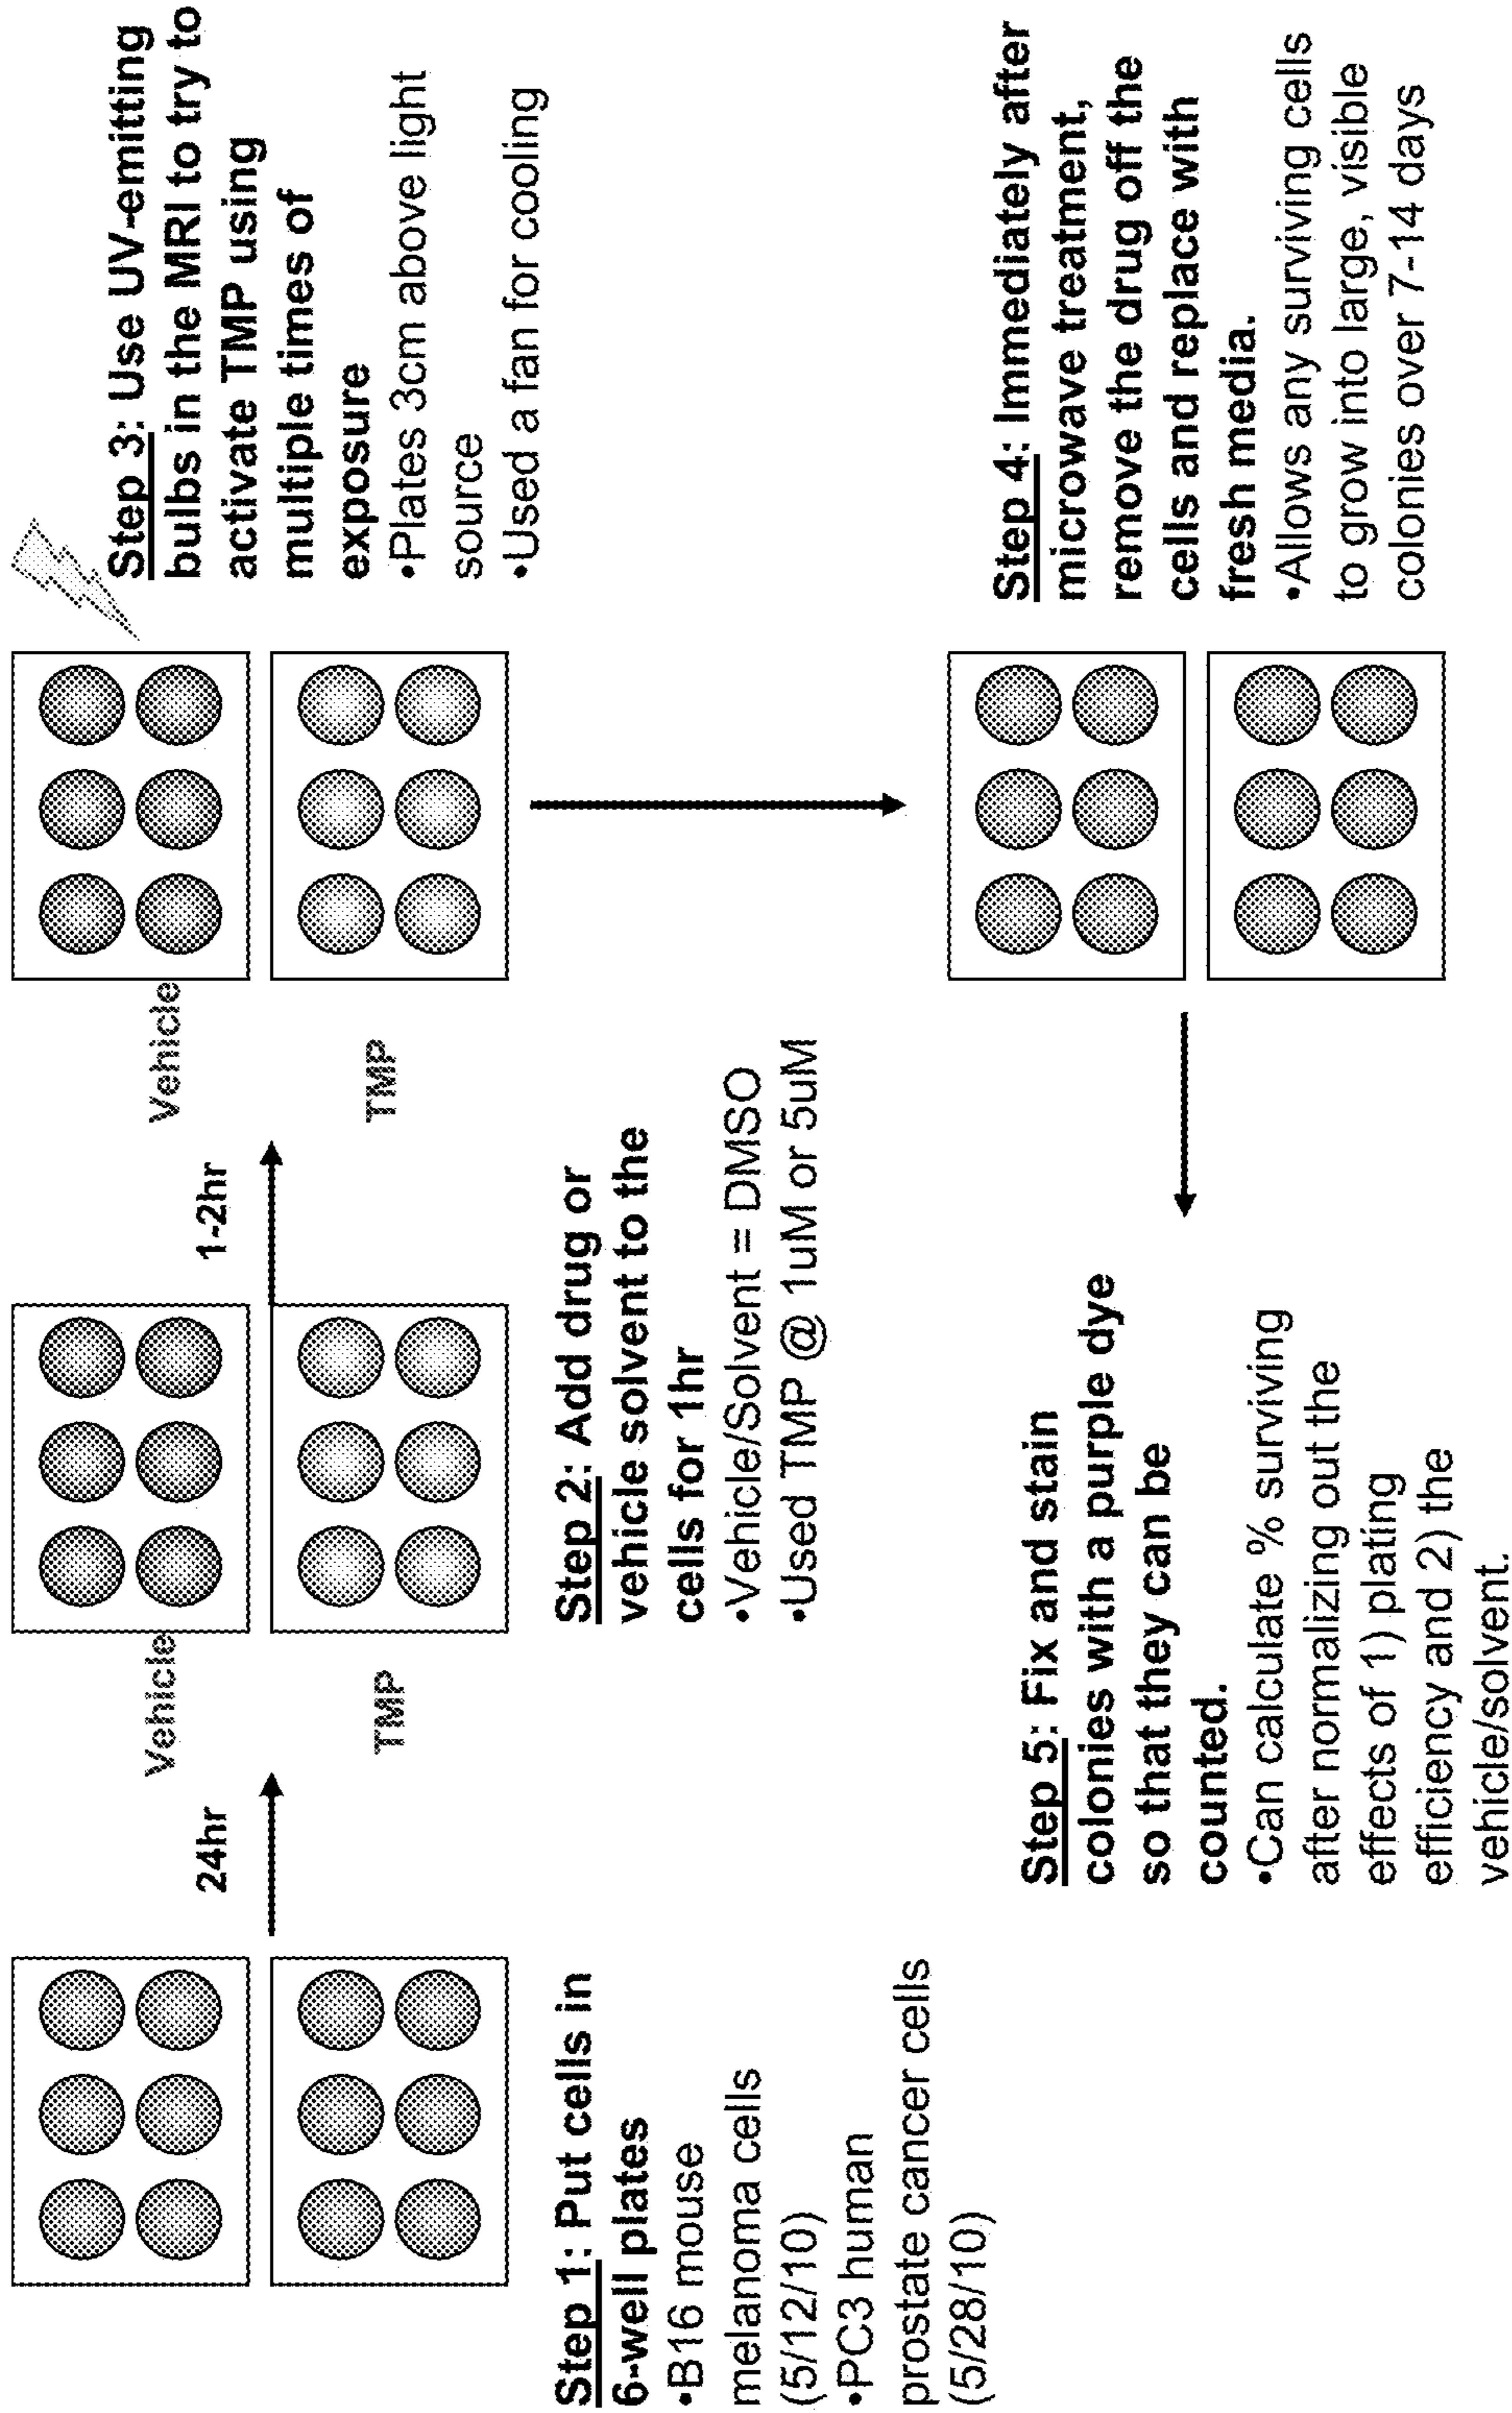 24hr
Vehicle
TMP
1-2hr
Vehicle
TMP
Step 1: Put cells in
6-well plates
•B16 mouse
melanoma cells
(5/12/10)
•PC3 human
prostate cancer cells
(5/28/10)
Step 2: Add drug or
vehicle solvent to the
cells for 1hr
•Vehicle/Solvent = DMSO
•Used TMP @ 1uM or 5uM
Step 3: Use UV-emitting
bulbs in the MRI to try to
activate TMP using
multiple times of
exposure
•Plates 3cm above light
source
•Used a fan for cooling
Step 4: Immediately after
microwave treatment,
remove the drug off the
cells and replace with
fresh media.
•Allows any surviving cells
to grow into large, visible
colonies over 7-14 days
Step 5: Fix and stain
colonies with a purple dye
so that they can be
counted.
•Can calculate % surviving
after normalizing out the
effects of 1) plating
efficiency and 2) the
vehicle/solvent.